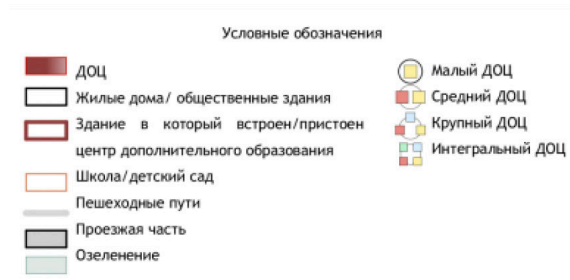 Условные обозначения
ДОЦ
Жилые дома/ общественные здания
Здание в который встроен/пристоен
центр дополнительного образования
Школа/детский сад
Пешеходные пути
Проезжая часть
Озеленение
Малый ДОЦ
Средний ДОЦ
Крупный ДОЦ
Интегральный ДОЦ